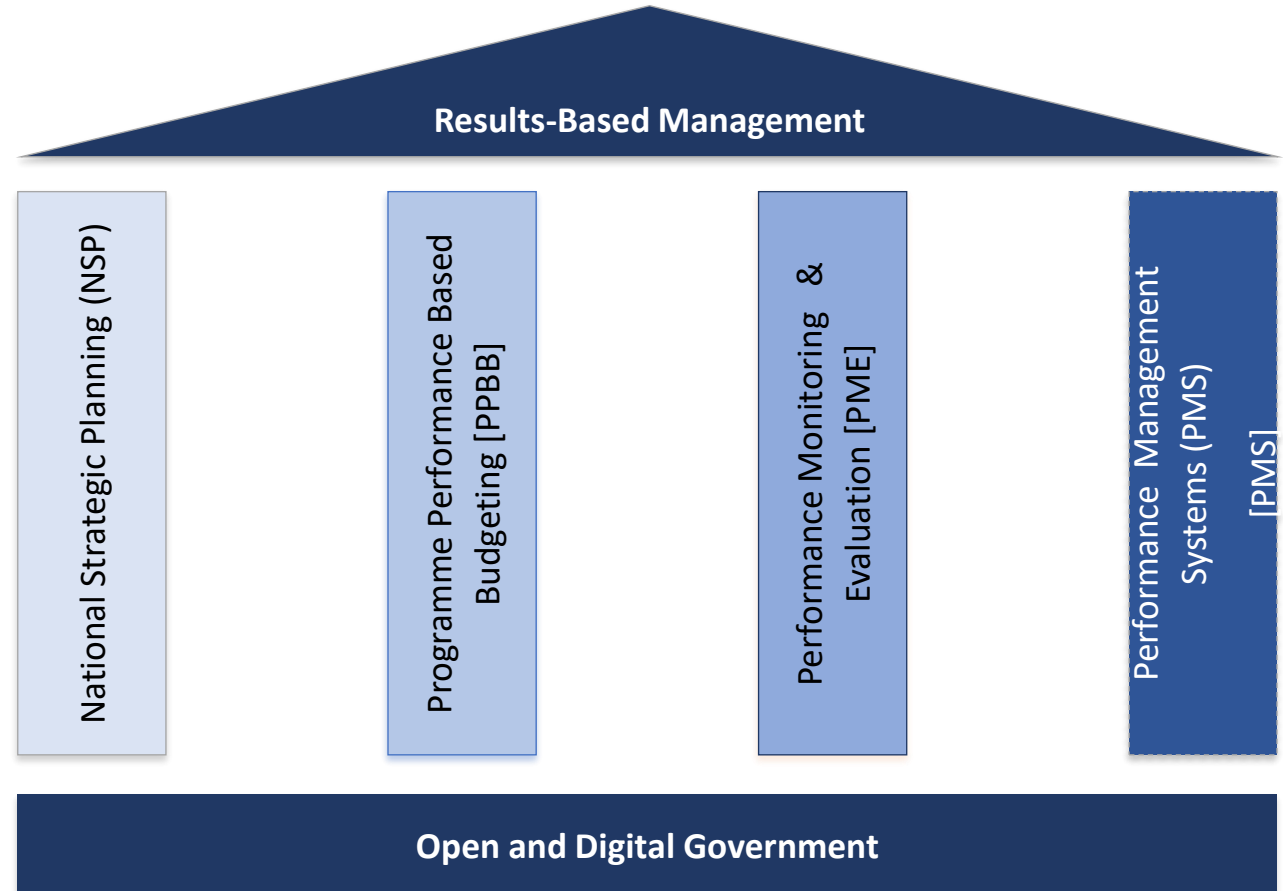 Results-Based Management
National Strategic Planning (NSP)
Programme Performance Based
Budgeting [PPBB]
Performance Monitoring &
Evaluation [PME]
Performance Management
Systems (PMS)
[PMS]
Open and Digital Government